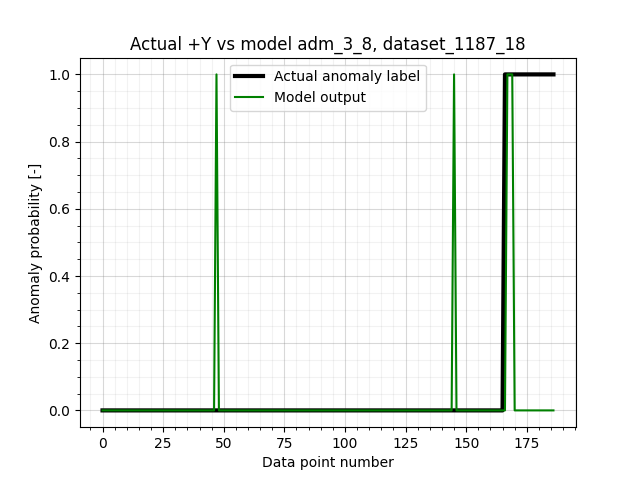 Actual +Y vs model adm_3_8, dataset_1187_18
Actual anomaly label
Model output
Anomaly probability [-]
1.0
0.8
0.6
0.4
0.2
0.0
0 25 50 75 100 125 150 175
Data point number